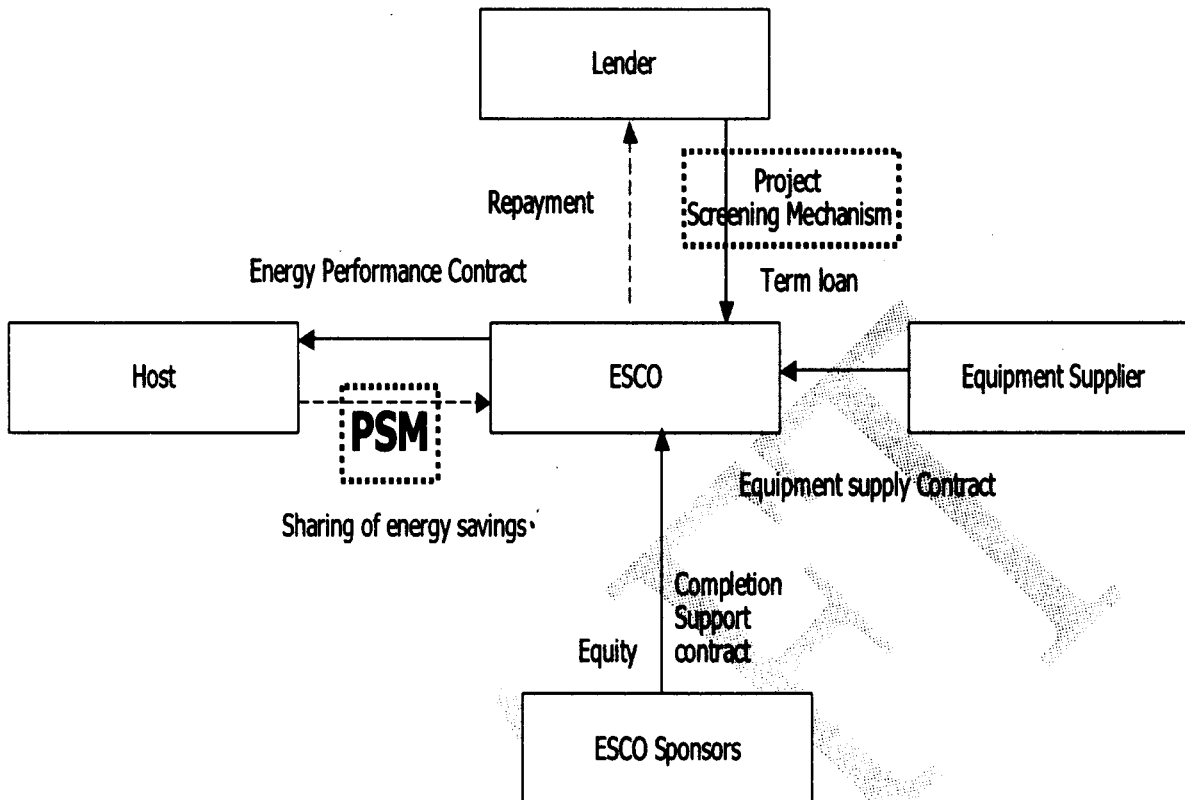 Lender
Project
Screening Mechanism
Repayment
Energy Performance Contract
Term loan
Host
ESCO
Equipment Supplier
PSM
Sharing of energy savings
Equipment supply Contract
Completion
Support
Equity contract
ESCO Sponsors